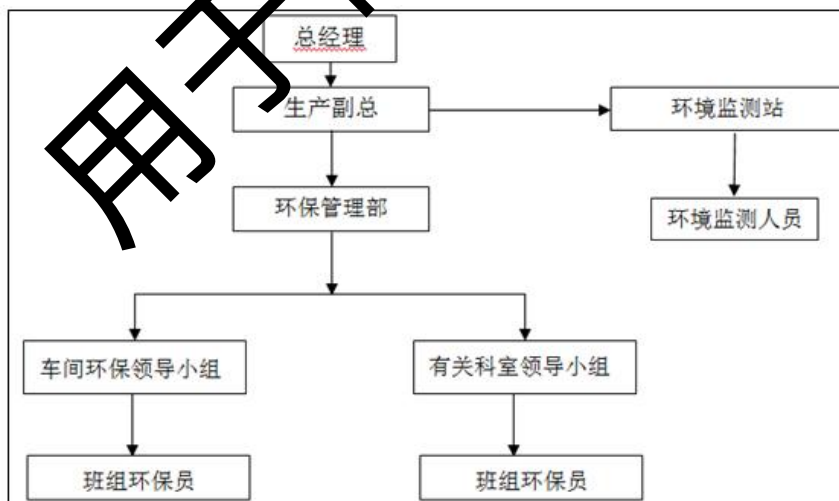 用于
总经理
生产副总
环境监测站
环保管理部
环境监测人员
车间环保领导小组
有关科室领导小组
班组环保员
班组环保员